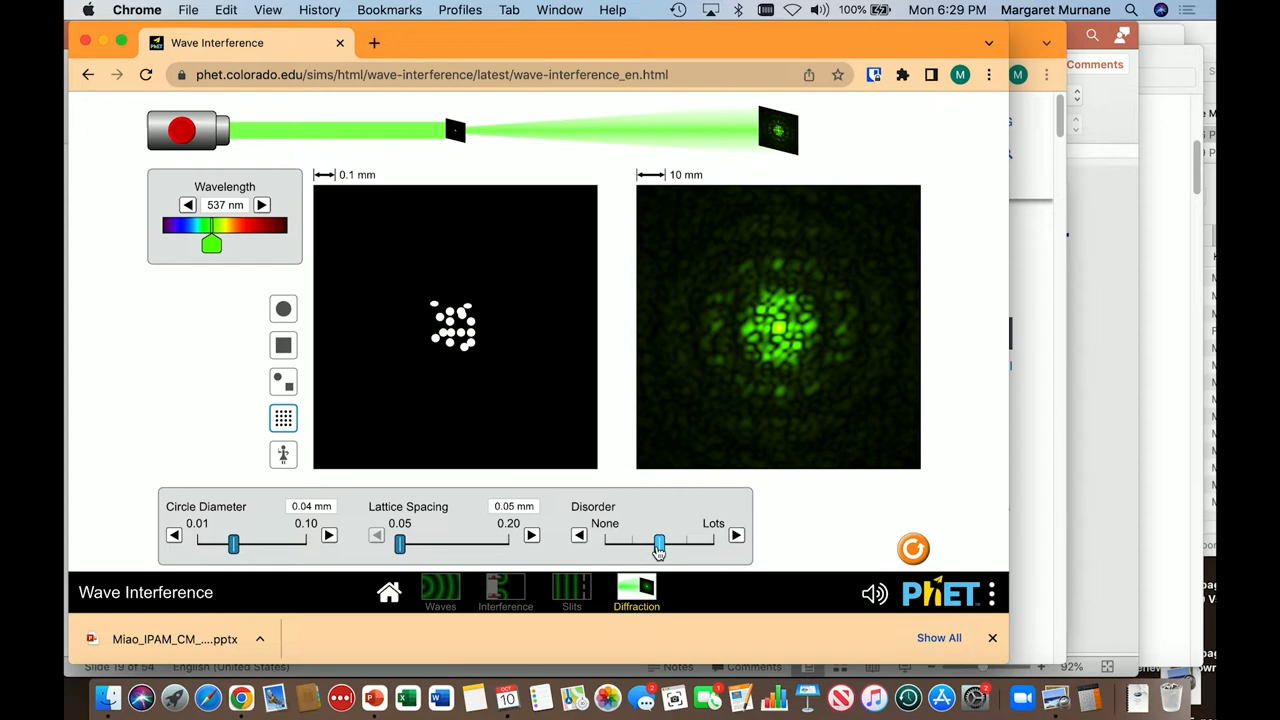 Chrome File Edit View History Bookmarks Profiles Tab Window Help 100% Mon 6:29 PM Margaret Murnane
Wave Interference
phet.colorado.edu/sims/html/wave-interference/latest/wave-interference_en.html M M
Comments
0.1 mm 10 mm
Wavelength
537 nm
Circle Diameter 0.04 mm Lattice Spacing 0.05 mm Disorder
0.01 0.10 0.05 0.20 None Lots
Wave Interference
Waves Interference Slits Diffraction
PhET
Miao_IPAM_CM_....pptx Show All
Slide 19 of 54 English (United States) Notes Comments 92%